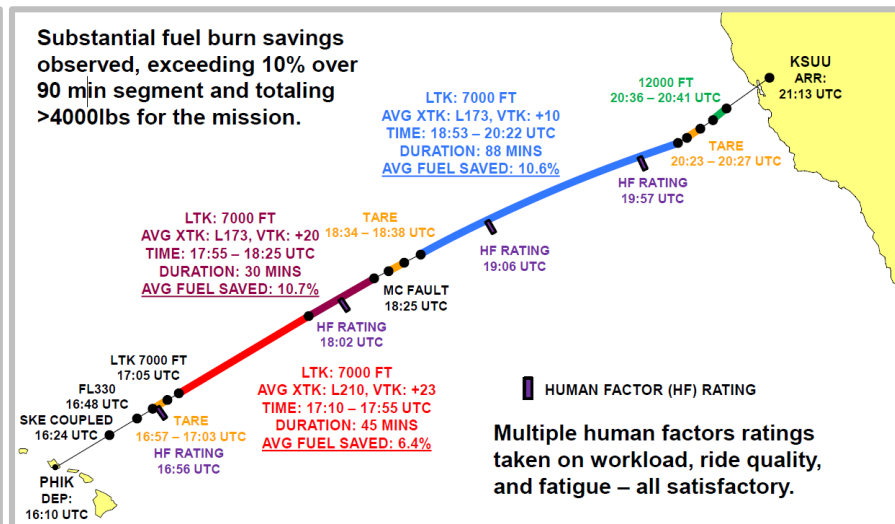 Substantial fuel burn savings
observed, exceeding 10% over
90 min segment and totaling
>4000lbs for the mission.
KSUU
ARR:
21:13 UTC
12000 FT
20:36 – 20:41 UTC
TARE
20:23 – 20:27 UTC
LTK: 7000 FT
AVG XTK: L173, VTK: +10
TIME: 18:53 – 20:22 UTC
DURATION: 88 MINS
AVG FUEL SAVED: 10.6%
HF RATING
19:57 UTC
HF RATING
19:06 UTC
TARE
18:34 – 18:38 UTC
MC FAULT
18:25 UTC
LTK: 7000 FT
AVG XTK: L173, VTK: +20
TIME: 17:55 – 18:25 UTC
DURATION: 30 MINS
AVG FUEL SAVED: 10.7%
HF RATING
18:02 UTC
LTK: 7000 FT
AVG XTK: L210, VTK: +23
TIME: 17:10 – 17:55 UTC
DURATION: 45 MINS
AVG FUEL SAVED: 6.4%
LTK 7000 FT
17:05 UTC
FL330
16:48 UTC
SKE COUPLED
16:24 UTC
TARE
16:57 – 17:03 UTC
HF RATING
16:56 UTC
PHIK
DEP:
16:10 UTC
HUMAN FACTOR (HF) RATING
Multiple human factors ratings
taken on workload, ride quality,
and fatigue – all satisfactory.